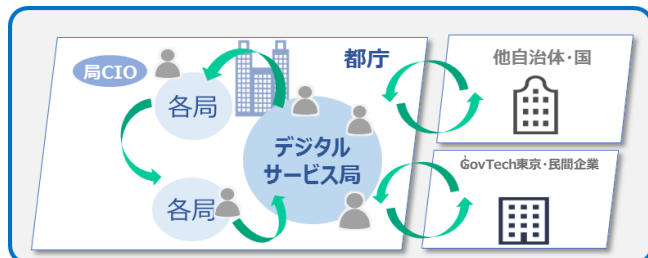 局CIO
都庁
各局
デジタル
サービス局
各局
他自治体・国
GovTech東京・民間企業